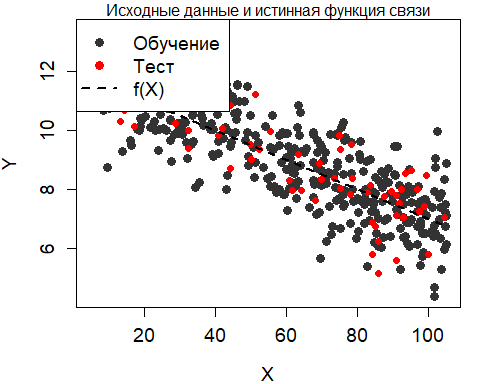 Исходные данные и истинная функция связи
Обучение
Тест
f(X)
12
10
8
6
Y
20 40 60 80 100
X